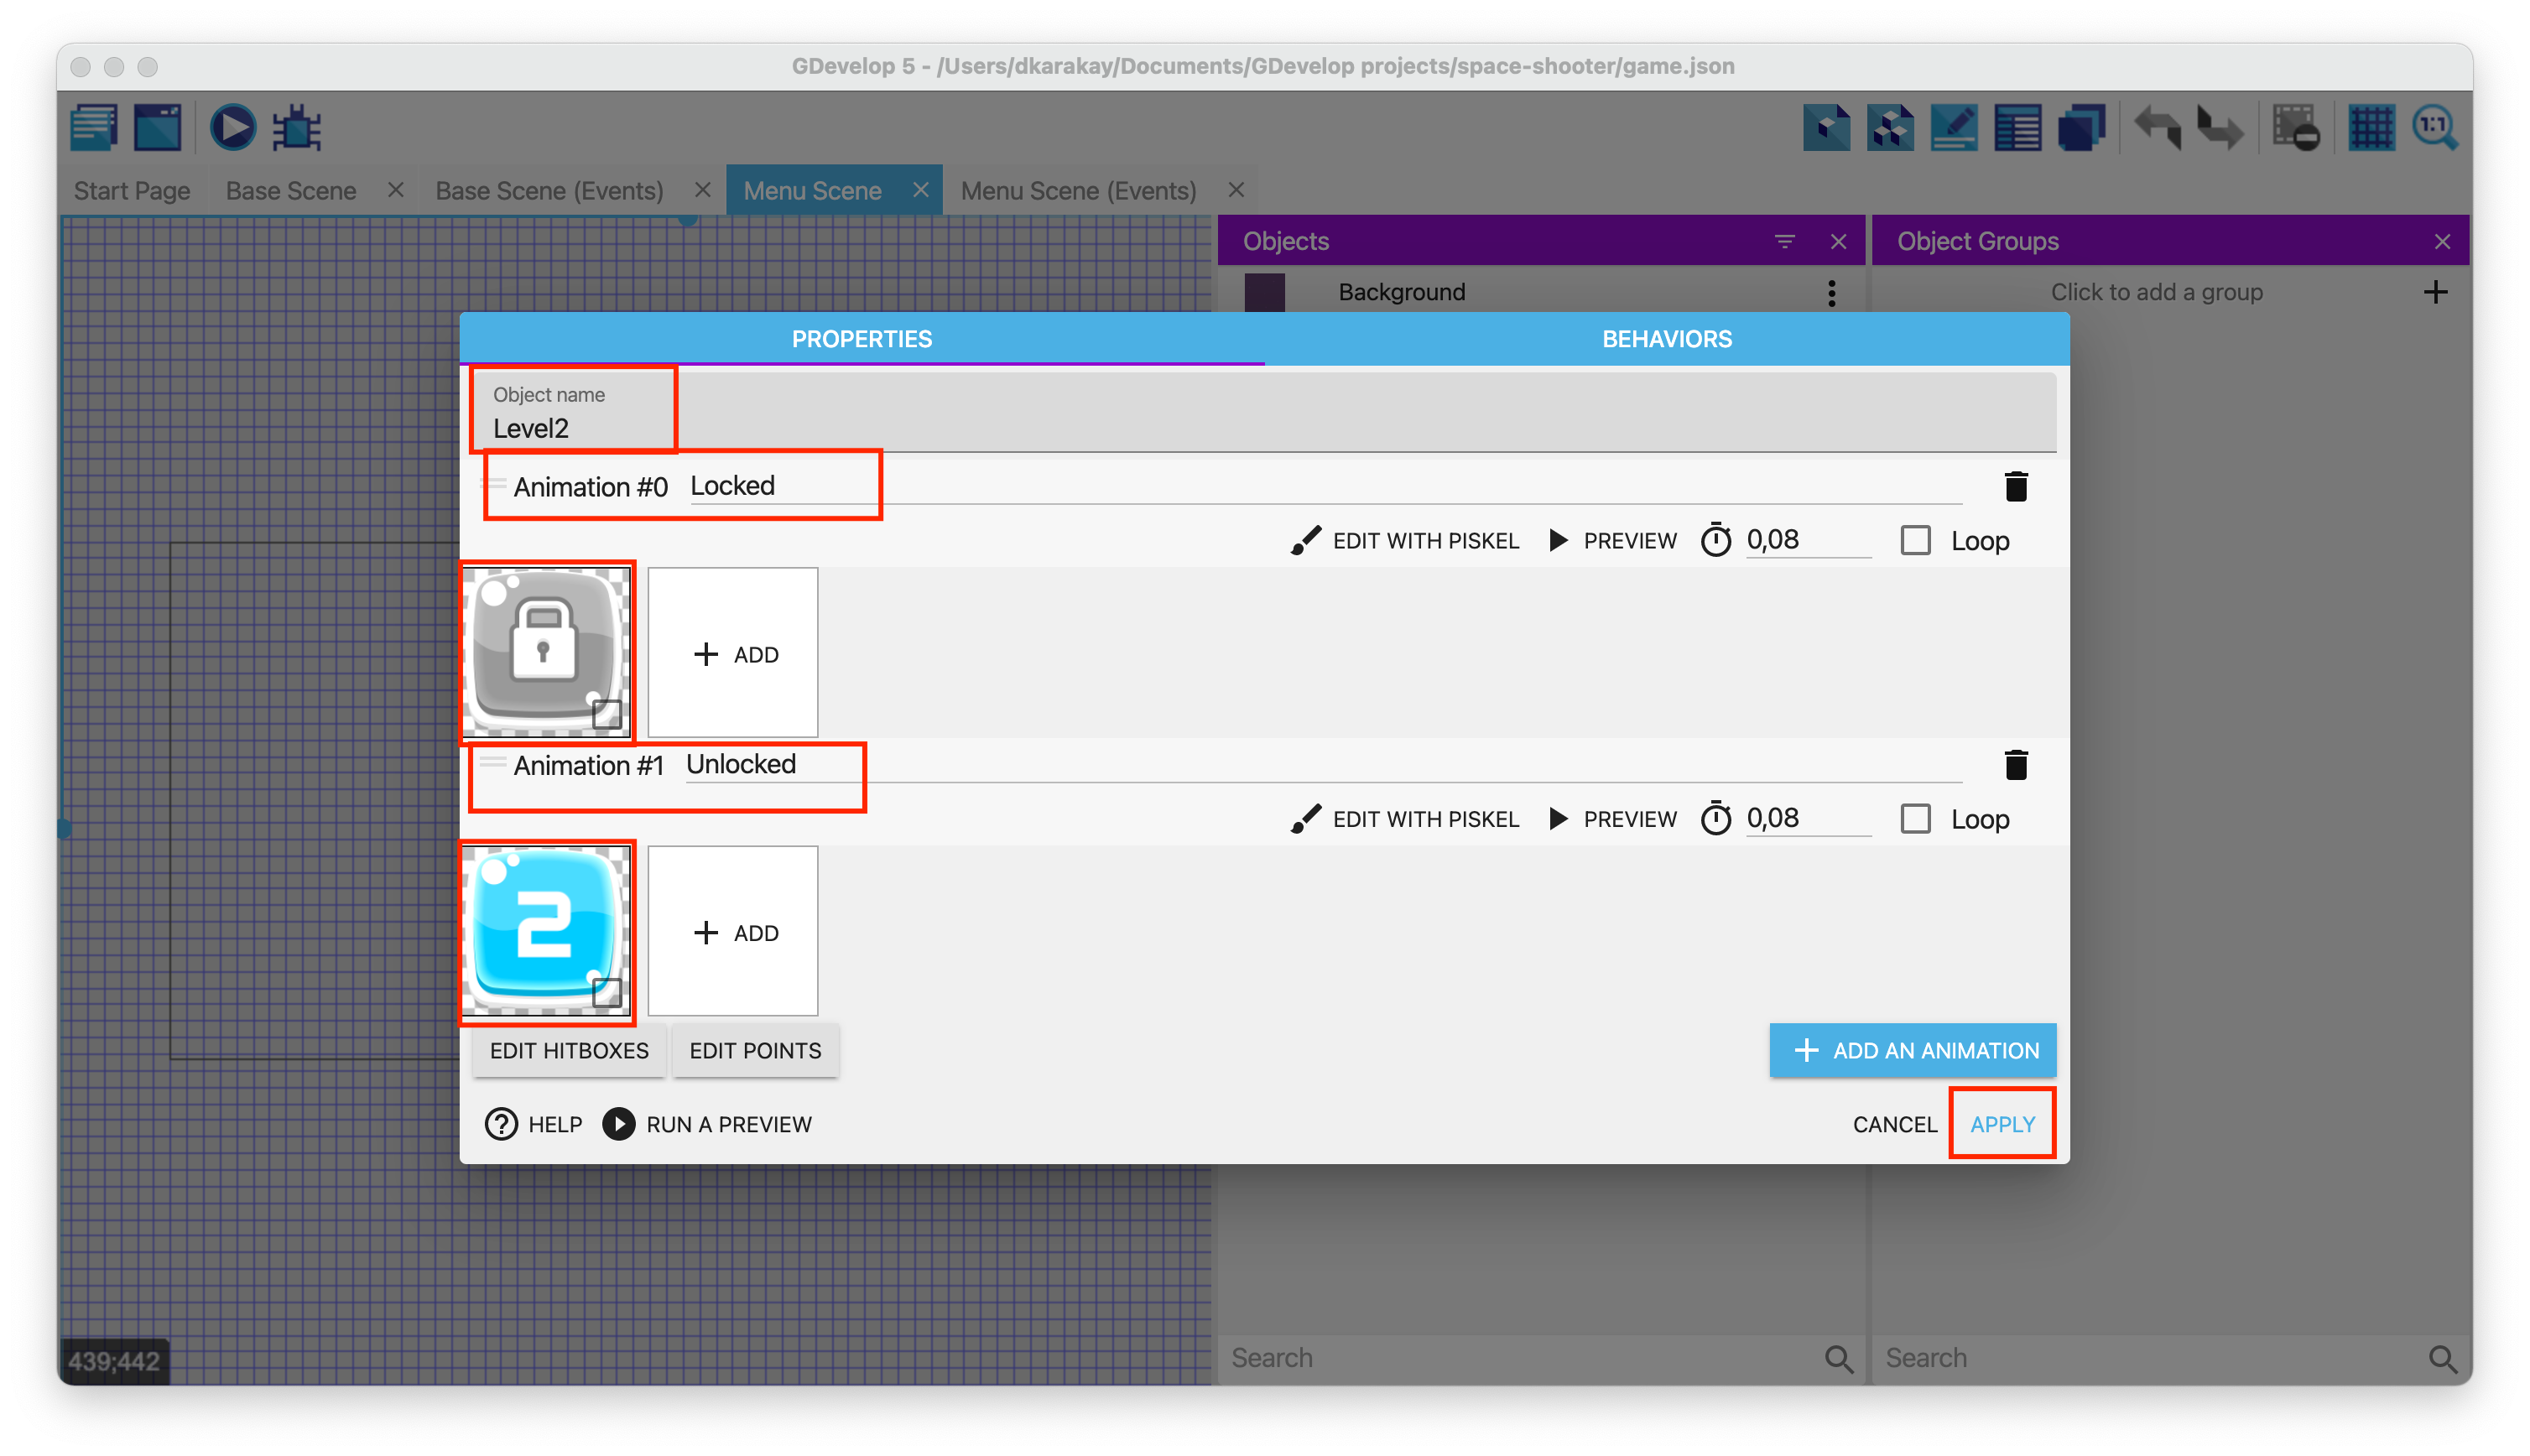 GDevelop 5 - /Users/dkarakay/Documents/GDevelop projects/space-shooter/game.json
1:1
Start Page Base Scene Base Scene (Events) Menu Scene Menu Scene (Events)
Objects
Object Groups
Background
Click to add a group
PROPERTIES BEHAVIORS
Object name
Level2
Animation #0 Locked
EDIT WITH PISKEL PREVIEW 0,08 Loop
ADD
Animation #1 Unlocked
EDIT WITH PISKEL PREVIEW 0,08 Loop
2
ADD
EDIT HITBOXES EDIT POINTS
ADD AN ANIMATION
HELP RUN A PREVIEW
CANCEL APPLY
439;442
Search
Search